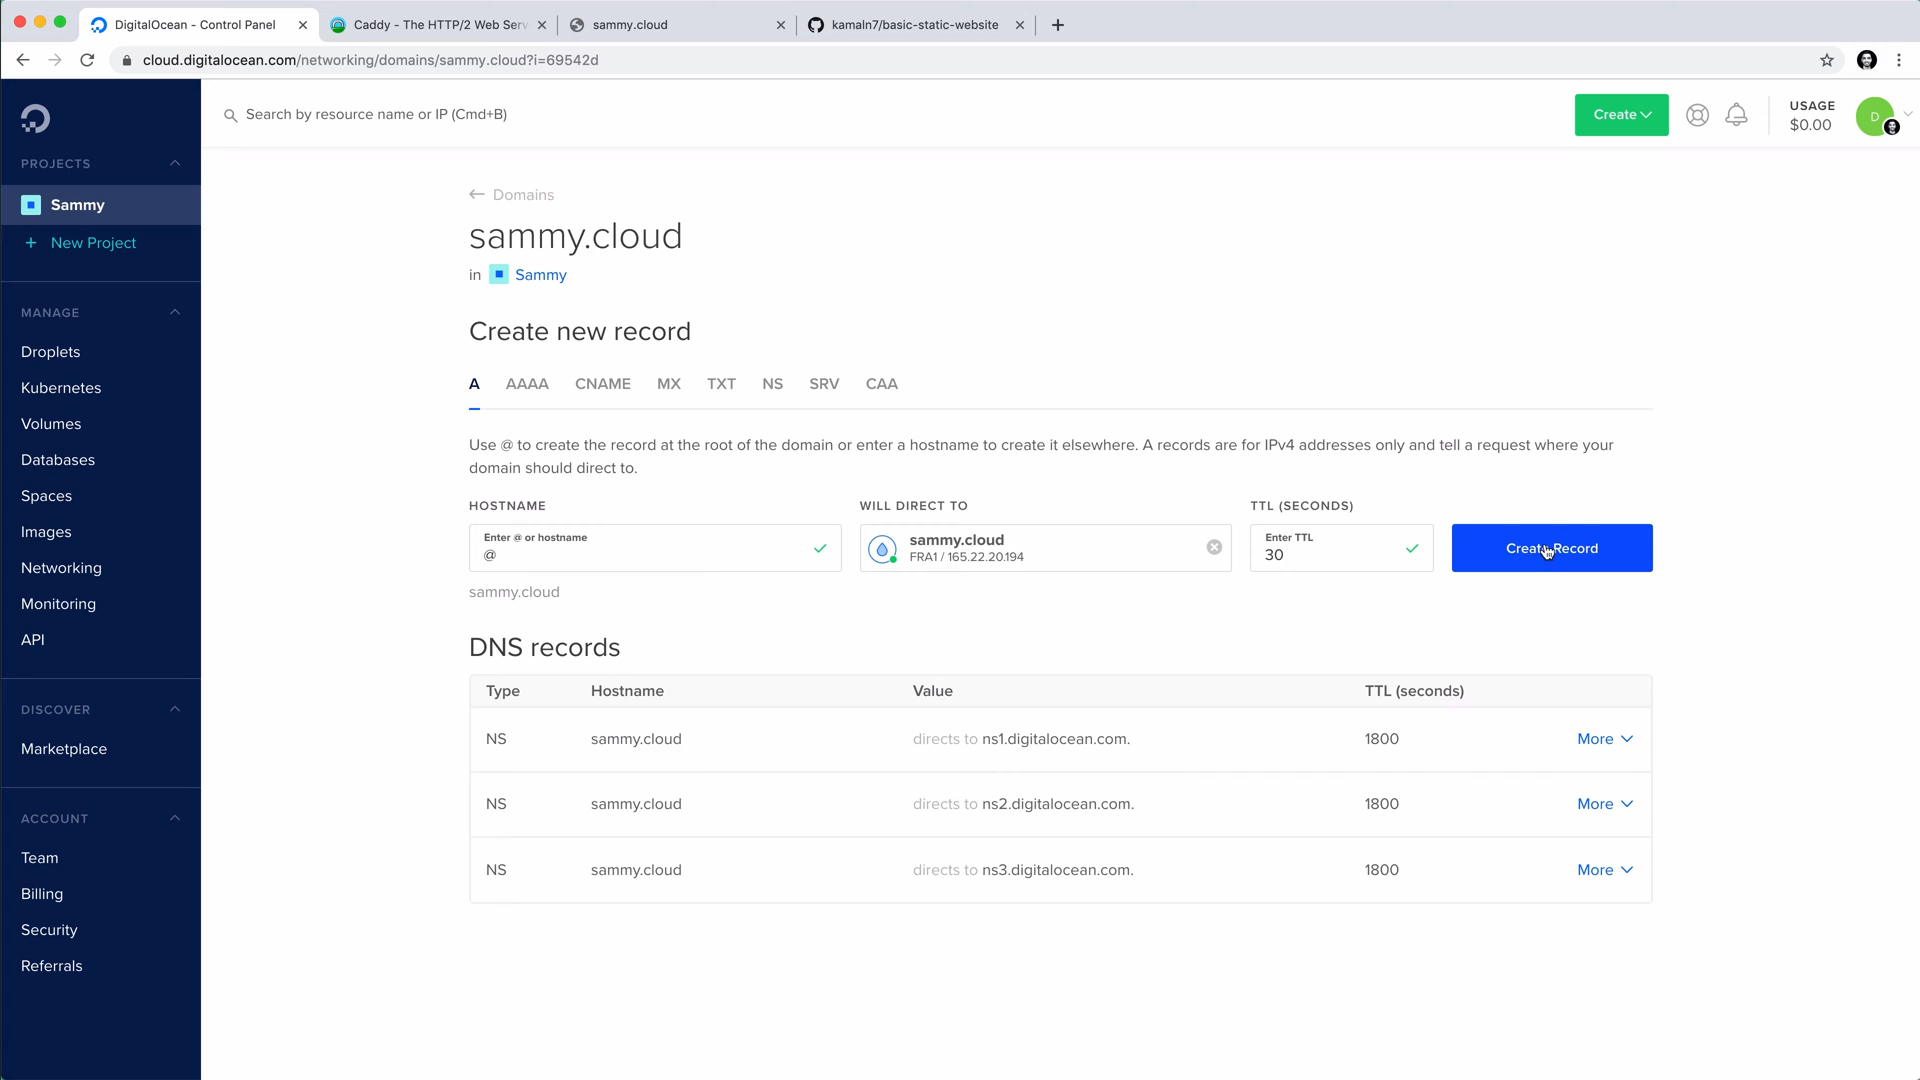 DigitalOcean - Control Panel
Caddy - The HTTP/2 Web Serv
sammy.cloud
kamaln7/basic-static-website
cloud.digitalocean.com/networking/domains/sammy.cloud?i=69542d
Search by resource name or IP (Cmd+B)
Create
USAGE
$0.00
D
PROJECTS
Sammy
+ New Project
MANAGE
Droplets
Kubernetes
Volumes
Databases
Spaces
Images
Networking
Monitoring
API
DISCOVER
Marketplace
ACCOUNT
Team
Billing
Security
Referrals
← Domains
sammy.cloud
in Sammy
Create new record
A AAAA CNAME MX TXT NS SRV CAA
Use @ to create the record at the root of the domain or enter a hostname to create it elsewhere. A records are for IPv4 addresses only and tell a request where your
domain should direct to.
HOSTNAME WILL DIRECT TO TTL (SECONDS)
Enter @ or hostname
@
sammy.cloud
FRA1 / 165.22.20.194
Enter TTL
30
Create Record
sammy.cloud
DNS records
Type Hostname Value TTL (seconds)
NS sammy.cloud directs to ns1.digitalocean.com. 1800 More
NS sammy.cloud directs to ns2.digitalocean.com. 1800 More
NS sammy.cloud directs to ns3.digitalocean.com. 1800 More